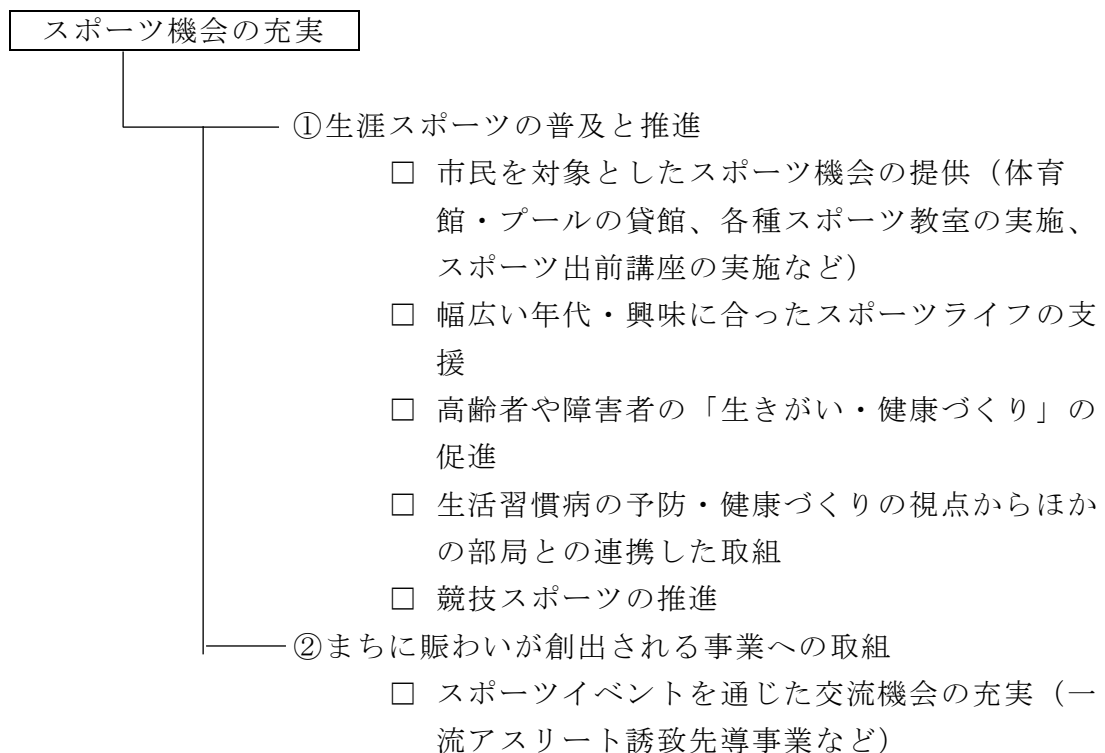 スポーツ機会の充実
①生涯スポーツの普及と推進
□ 市民を対象としたスポーツ機会の提供（体育
館・プールの貸館、各種スポーツ教室の実施、
スポーツ出前講座の実施など）
□ 幅広い年代・興味に合ったスポーツライフの支
援
□ 高齢者や障害者の「生きがい・健康づくり」の
促進
□ 生活習慣病の予防・健康づくりの視点からほか
の部局との連携した取組
□ 競技スポーツの推進
②まちに賑わいが創出される事業への取組
□ スポーツイベントを通じた交流機会の充実（一
流アスリート誘致先導事業など）